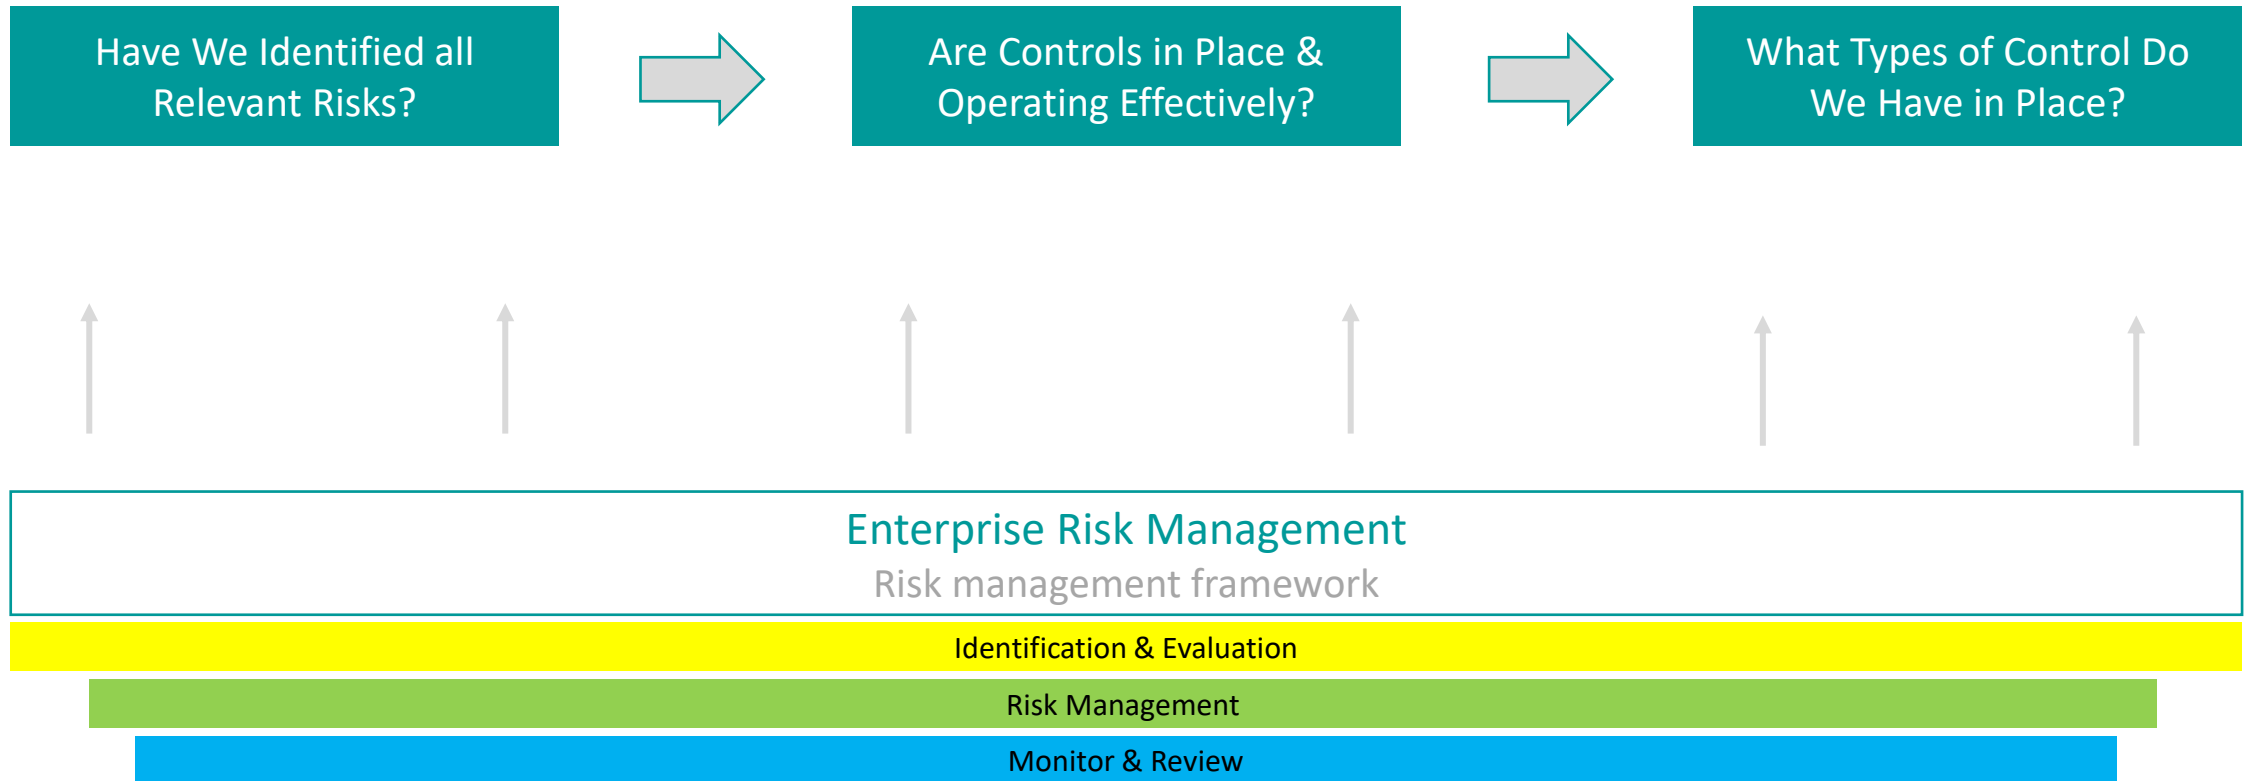 Have We Identified all
Relevant Risks?
Are Controls in Place &
Operating Effectively?
What Types of Control Do
We Have in Place?
Enterprise Risk Management
Risk management framework
Identification & Evaluation
Risk Management
Monitor & Review